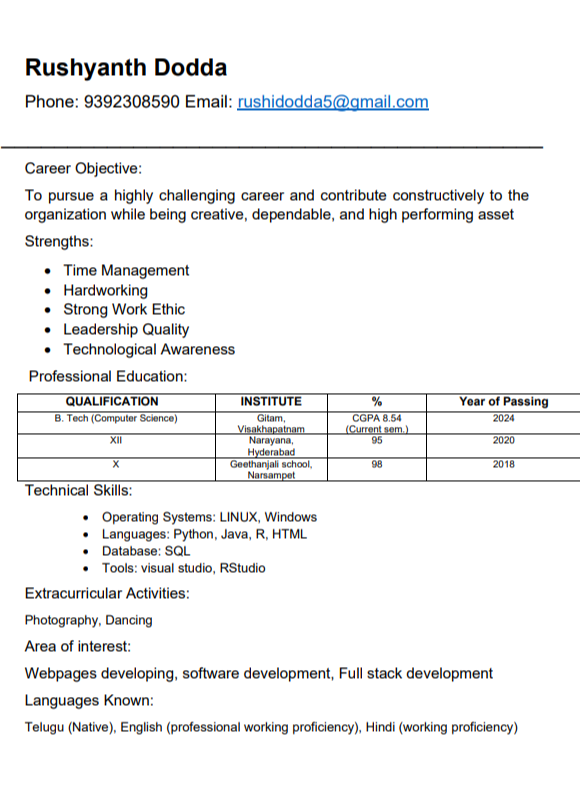 Rushyanth Dodda
Phone: 9392308590 Email: rushidodda5@gmail.com
Career Objective:
To pursue a highly challenging career and contribute constructively to the
organization while being creative, dependable, and high performing asset
Strengths:
• Time Management
• Hardworking
• Strong Work Ethic
• Leadership Quality
• Technological Awareness
Professional Education:
QUALIFICATION INSTITUTE % Year of Passing
B. Tech (Computer Science) Gitam, CGPA 8.54 2024
Visakhapatnam (Current sem.)
XII Narayana, 95 2020
Hyderabad
X Geethanjali school, 98 2018
Narsampet
Technical Skills:
• Operating Systems: LINUX, Windows
• Languages: Python, Java, R, HTML
• Database: SQL
• Tools: visual studio, RStudio
Extracurricular Activities:
Photography, Dancing
Area of interest:
Webpages developing, software development, Full stack development
Languages Known:
Telugu (Native), English (professional working proficiency), Hindi (working proficiency)